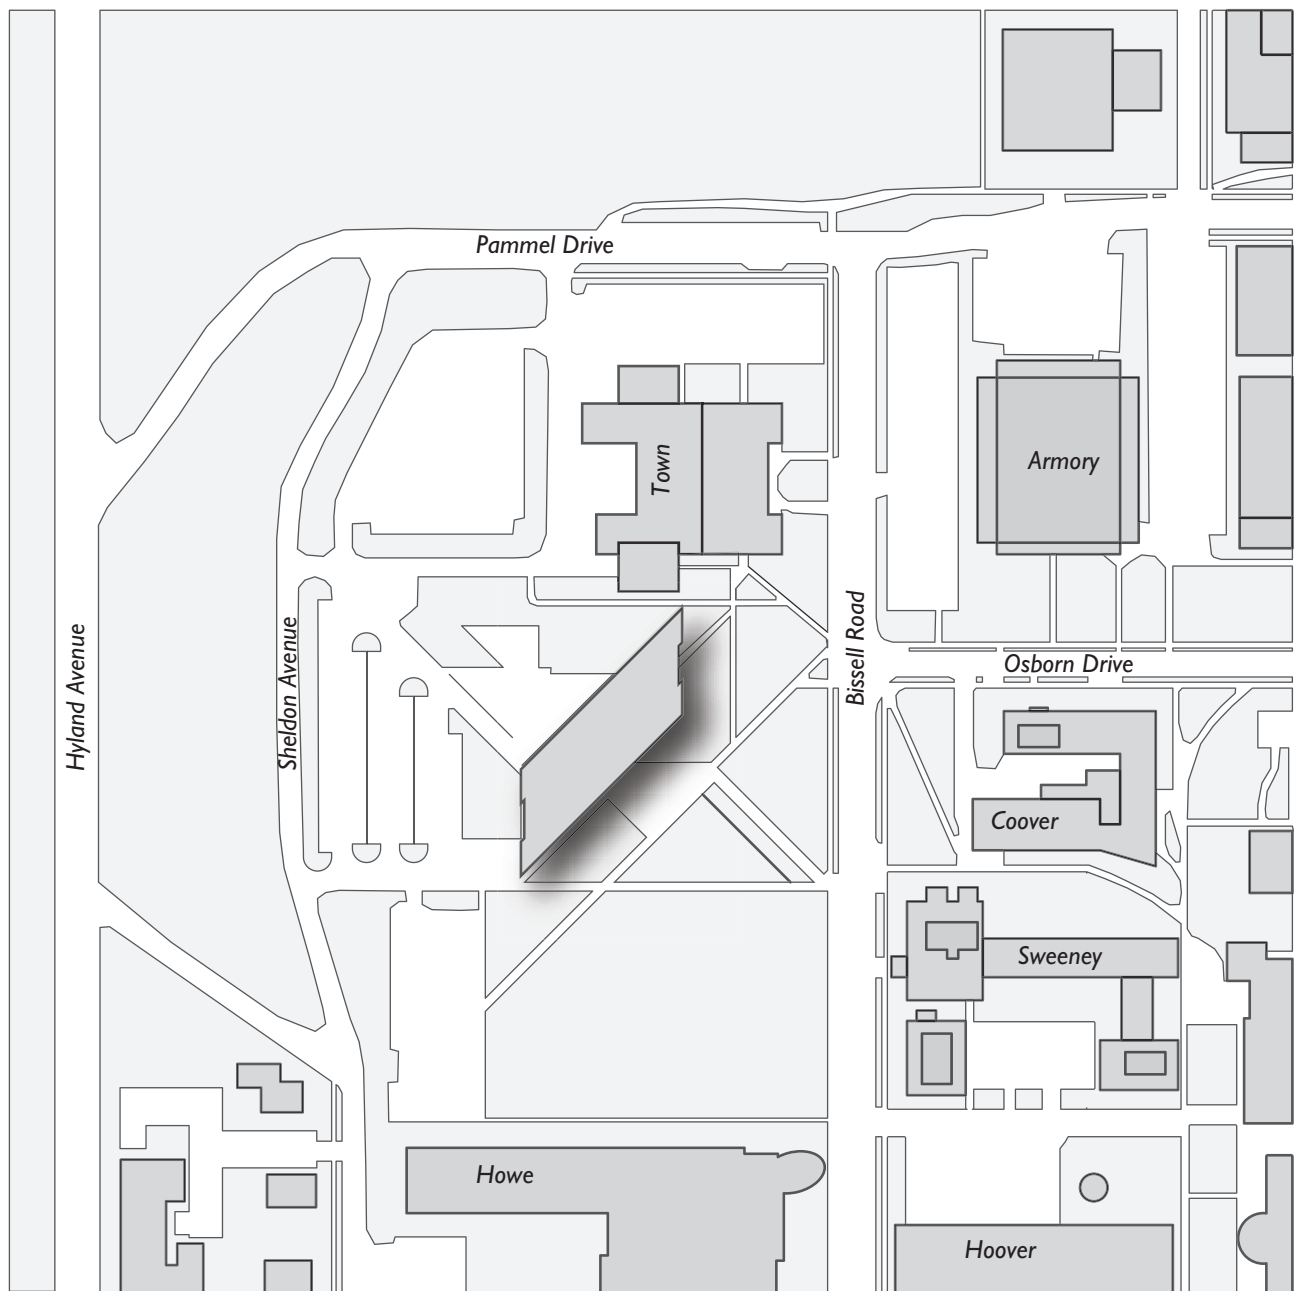 Pammel Drive
Town
Armory
Hyland Avenue
Sheldon Avenue
Bissell Road
Osborn Drive
Coover
Sweeney
Howe
Hoover